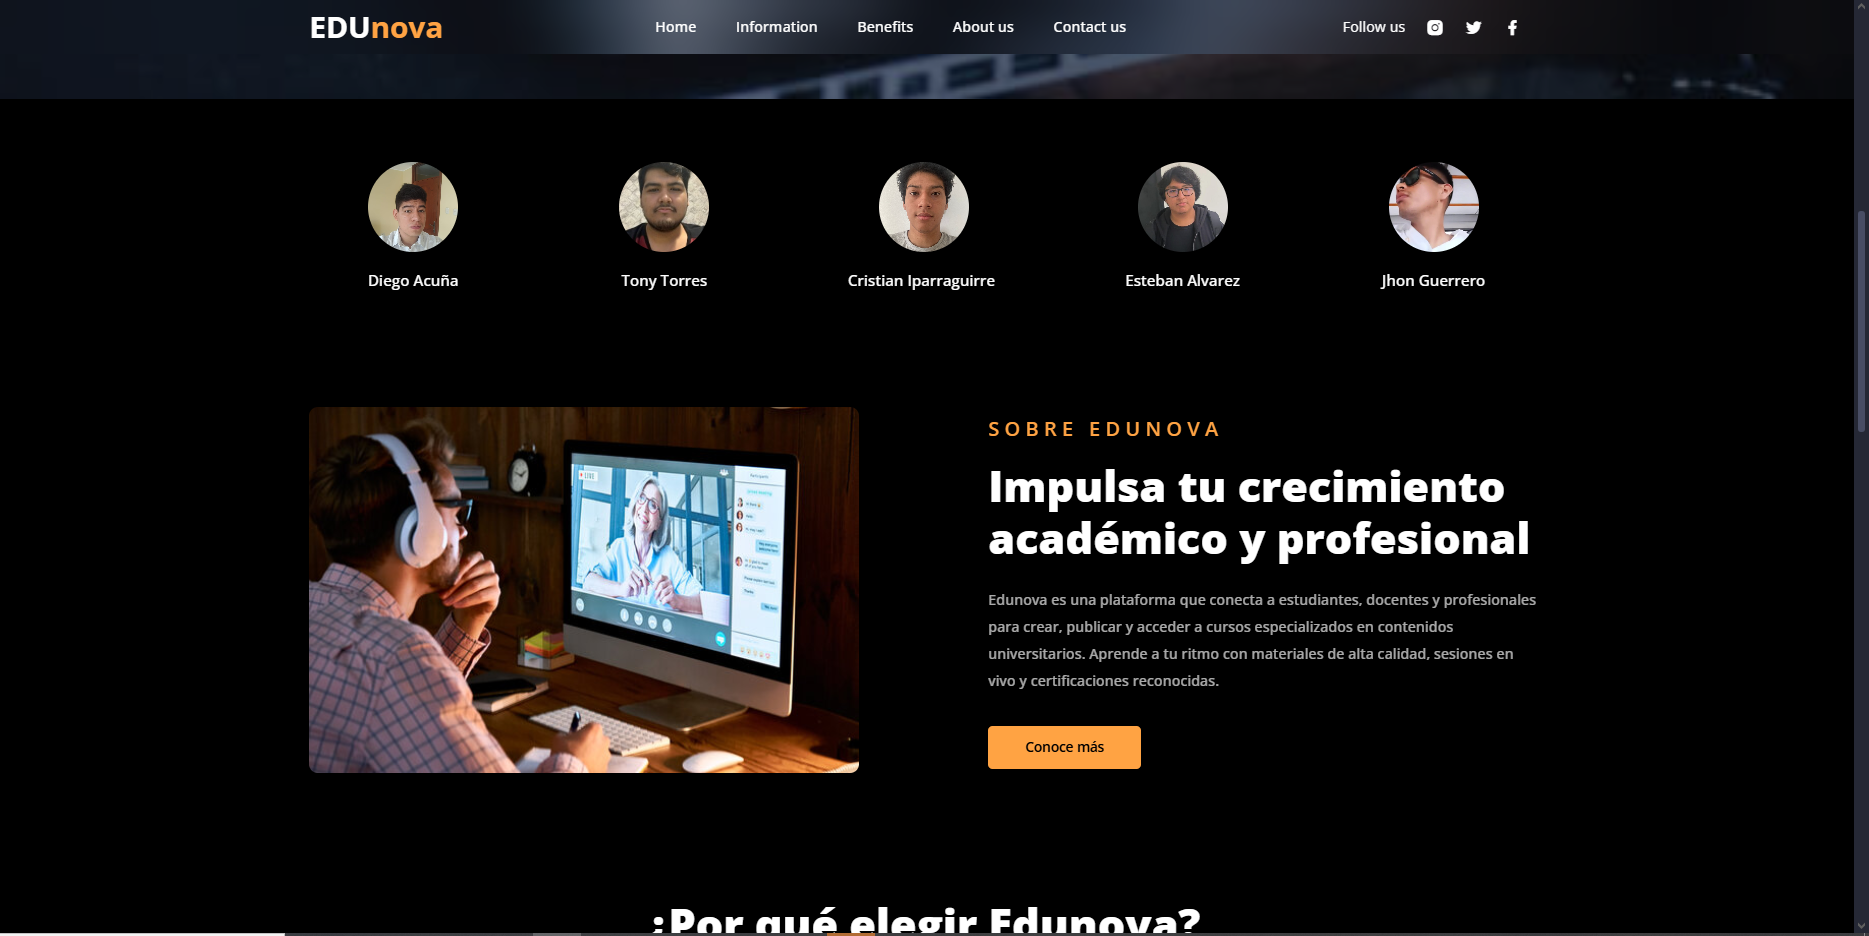 EDUnova
Home Information Benefits About us Contact us
Follow us
Diego Acuña
Tony Torres
Cristian Iparraguirre
Esteban Alvarez
Jhon Guerrero
LIVE
SOBRE EDUNOVA
Impulsa tu crecimiento
académico y profesional
Edunova es una plataforma que conecta a estudiantes, docentes y profesionales
para crear, publicar y acceder a cursos especializados en contenidos
universitarios. Aprende a tu ritmo con materiales de alta calidad, sesiones en
vivo y certificaciones reconocidas.
Conoce más
¿Por qué elegir Edunova?